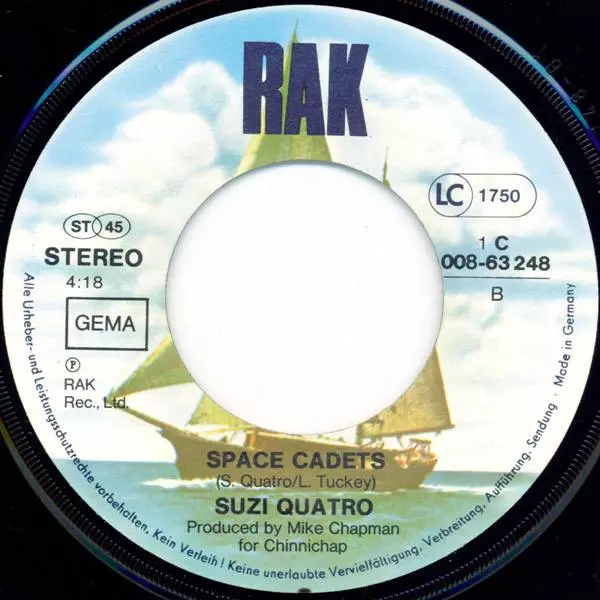 RAK
LC 1750
ST 45
STEREO
4:18
GEMA
℗
RAK
Rec., Ltd.
1 C
008-63 248
B
SPACE CADETS
(S. Quatro/L. Tuckey)
SUZI QUATRO
Produced by Mike Chapman
for Chinnichap
Alle Urheber- und Leistungsschutzrechte vorbehalten. Kein Verleih! Keine unerlaubte Vervielfältigung, Verbreitung, Aufführung, Sendung · Made in Germany